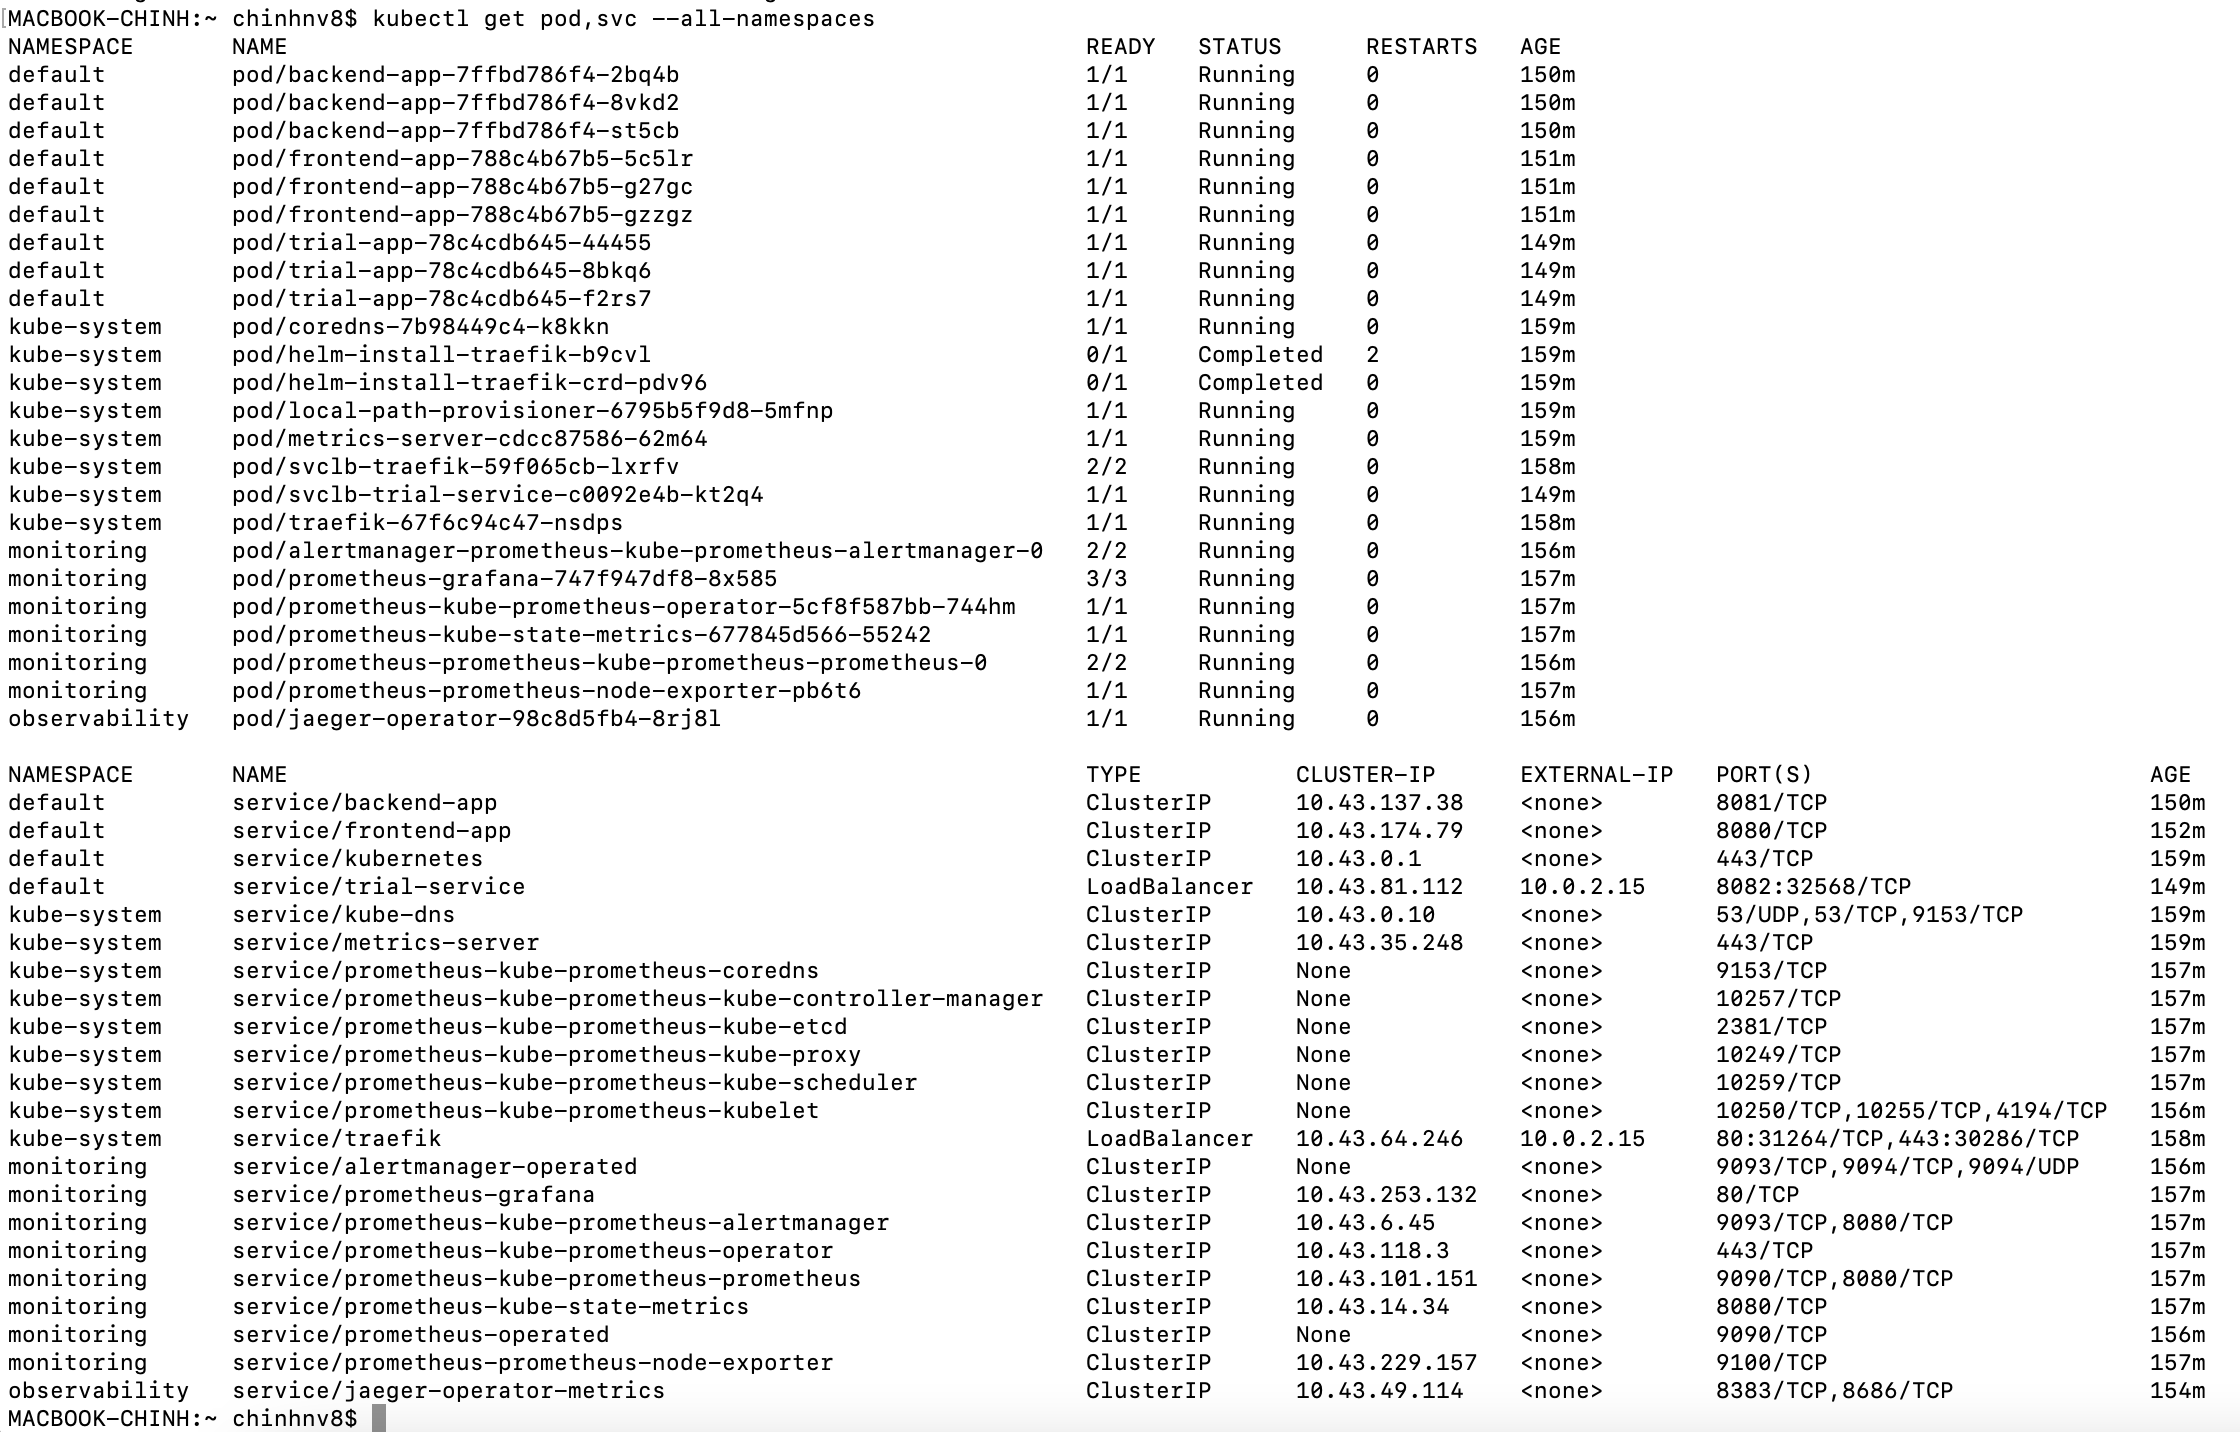 MACBOOK-CHINH:~ chinhnv8$ kubectl get pod,svc --all-namespaces
NAMESPACE NAME READY STATUS RESTARTS AGE
default pod/backend-app-7ffbd786f4-2bq4b 1/1 Running 0 150m
default pod/backend-app-7ffbd786f4-8vkd2 1/1 Running 0 150m
default pod/backend-app-7ffbd786f4-st5cb 1/1 Running 0 150m
default pod/frontend-app-788c4b67b5-5c5lr 1/1 Running 0 151m
default pod/frontend-app-788c4b67b5-g27gc 1/1 Running 0 151m
default pod/frontend-app-788c4b67b5-gzzgz 1/1 Running 0 151m
default pod/trial-app-78c4cdb645-44455 1/1 Running 0 149m
default pod/trial-app-78c4cdb645-8bkq6 1/1 Running 0 149m
default pod/trial-app-78c4cdb645-f2rs7 1/1 Running 0 149m
kube-system pod/coredns-7b98449c4-k8kkn 1/1 Running 0 159m
kube-system pod/helm-install-traefik-b9cvl 0/1 Completed 2 159m
kube-system pod/helm-install-traefik-crd-pdv96 0/1 Completed 0 159m
kube-system pod/local-path-provisioner-6795b5f9d8-5mfnp 1/1 Running 0 159m
kube-system pod/metrics-server-cdcc87586-62m64 1/1 Running 0 159m
kube-system pod/svclb-traefik-59f065cb-lxrfv 2/2 Running 0 158m
kube-system pod/svclb-trial-service-c0092e4b-kt2q4 1/1 Running 0 149m
kube-system pod/traefik-67f6c94c47-nsdps 1/1 Running 0 158m
monitoring pod/alertmanager-prometheus-kube-prometheus-alertmanager-0 2/2 Running 0 156m
monitoring pod/prometheus-grafana-747f947df8-8x585 3/3 Running 0 157m
monitoring pod/prometheus-kube-prometheus-operator-5cf8f587bb-744hm 1/1 Running 0 157m
monitoring pod/prometheus-kube-state-metrics-677845d566-55242 1/1 Running 0 157m
monitoring pod/prometheus-prometheus-kube-prometheus-prometheus-0 2/2 Running 0 156m
monitoring pod/prometheus-prometheus-node-exporter-pb6t6 1/1 Running 0 157m
observability pod/jaeger-operator-98c8d5fb4-8rj8l 1/1 Running 0 156m
NAMESPACE NAME TYPE CLUSTER-IP EXTERNAL-IP PORT(S) AGE
default service/backend-app ClusterIP 10.43.137.38 <none> 8081/TCP 150m
default service/frontend-app ClusterIP 10.43.174.79 <none> 8080/TCP 152m
default service/kubernetes ClusterIP 10.43.0.1 <none> 443/TCP 159m
default service/trial-service LoadBalancer 10.43.81.112 10.0.2.15 8082:32568/TCP 149m
kube-system service/kube-dns ClusterIP 10.43.0.10 <none> 53/UDP,53/TCP,9153/TCP 159m
kube-system service/metrics-server ClusterIP 10.43.35.248 <none> 443/TCP 159m
kube-system service/prometheus-kube-prometheus-coredns ClusterIP None <none> 9153/TCP 157m
kube-system service/prometheus-kube-prometheus-kube-controller-manager ClusterIP None <none> 10257/TCP 157m
kube-system service/prometheus-kube-prometheus-kube-etcd ClusterIP None <none> 2381/TCP 157m
kube-system service/prometheus-kube-prometheus-kube-proxy ClusterIP None <none> 10249/TCP 157m
kube-system service/prometheus-kube-prometheus-kube-scheduler ClusterIP None <none> 10259/TCP 157m
kube-system service/prometheus-kube-prometheus-kubelet ClusterIP None <none> 10250/TCP,10255/TCP,4194/TCP 156m
kube-system service/traefik LoadBalancer 10.43.64.246 10.0.2.15 80:31264/TCP,443:30286/TCP 158m
monitoring service/alertmanager-operated ClusterIP None <none> 9093/TCP,9094/TCP,9094/UDP 156m
monitoring service/prometheus-grafana ClusterIP 10.43.253.132 <none> 80/TCP 157m
monitoring service/prometheus-kube-prometheus-alertmanager ClusterIP 10.43.6.45 <none> 9093/TCP,8080/TCP 157m
monitoring service/prometheus-kube-prometheus-operator ClusterIP 10.43.118.3 <none> 443/TCP 157m
monitoring service/prometheus-kube-prometheus-prometheus ClusterIP 10.43.101.151 <none> 9090/TCP,8080/TCP 157m
monitoring service/prometheus-kube-state-metrics ClusterIP 10.43.14.34 <none> 8080/TCP 157m
monitoring service/prometheus-operated ClusterIP None <none> 9090/TCP 156m
monitoring service/prometheus-prometheus-node-exporter ClusterIP 10.43.229.157 <none> 9100/TCP 157m
observability service/jaeger-operator-metrics ClusterIP 10.43.49.114 <none> 8383/TCP,8686/TCP 154m
MACBOOK-CHINH:~ chinhnv8$